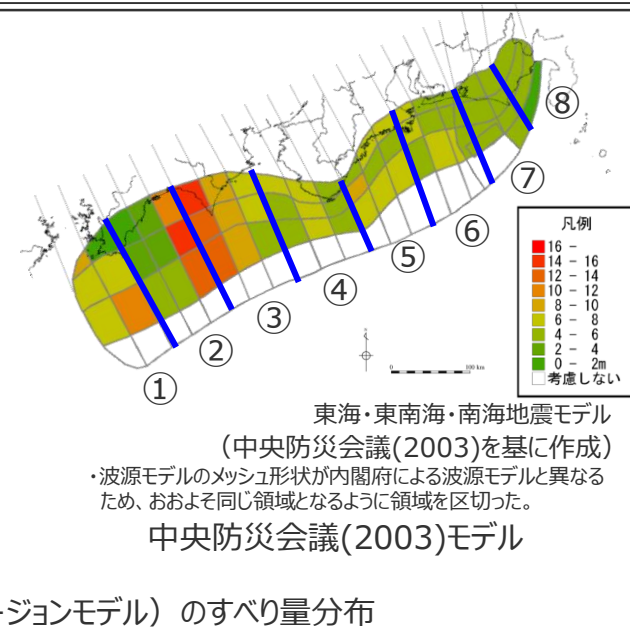 ⑧
⑦
⑥
⑤
④
③
②
①
凡例
16 -
14 - 16
12 - 14
10 - 12
8 - 10
6 - 8
4 - 6
2 - 4
0 - 2m
考慮しない
0 100 km
東海・東南海・南海地震モデル
（中央防災会議(2003)を基に作成）
・波源モデルのメッシュ形状が内閣府による波源モデルと異なる
ため、おおよそ同じ領域となるように領域を区切った。
中央防災会議(2003)モデル
ージョンモデル）のすべり量分布